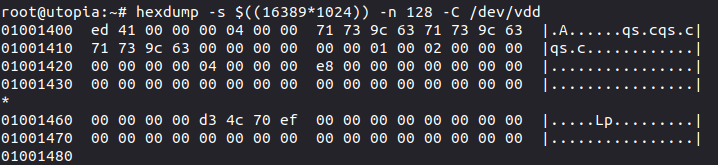 root@utopia:~# hexdump -s $((16389*1024)) -n 128 -C /dev/vdd
01001400  ed 41 00 00 00 04 00 00  71 73 9c 63 71 73 9c 63  |.A......qs.cqs.c|
01001410  71 73 9c 63 00 00 00 00  00 00 01 00 02 00 00 00  |qs.c............|
01001420  00 00 00 00 04 00 00 00  e8 00 00 00 00 00 00 00  |................|
01001430  00 00 00 00 00 00 00 00  00 00 00 00 00 00 00 00  |................|
*
01001460  00 00 00 00 d3 4c 70 ef  00 00 00 00 00 00 00 00  |.....Lp.........|
01001470  00 00 00 00 00 00 00 00  00 00 00 00 00 00 00 00  |................|
01001480